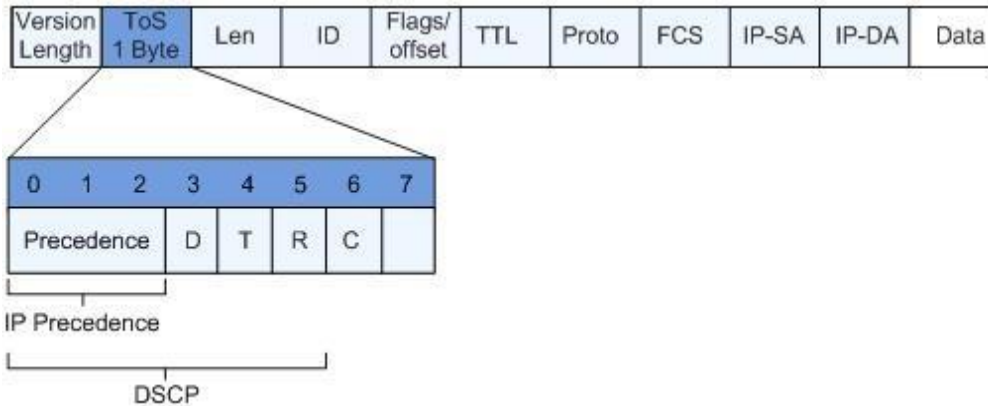 Version Length
ToS 1 Byte
Len
ID
Flags/ offset
TTL
Proto
FCS
IP-SA
IP-DA
Data
0 1 2 3 4 5 6 7
Precedence D T R C
IP Precedence
DSCP